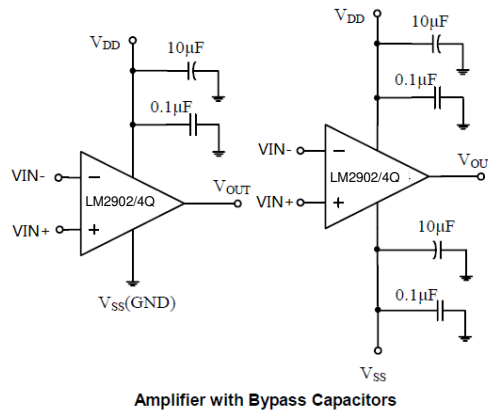 VDD
10µF
0.1µF
VIN-
LM2902/4Q
VOUT
VIN+
VSS(GND)
VDD
10µF
0.1µF
VIN-
LM2902/4Q
VOU
VIN+
10µF
0.1µF
VSS
Amplifier with Bypass Capacitors